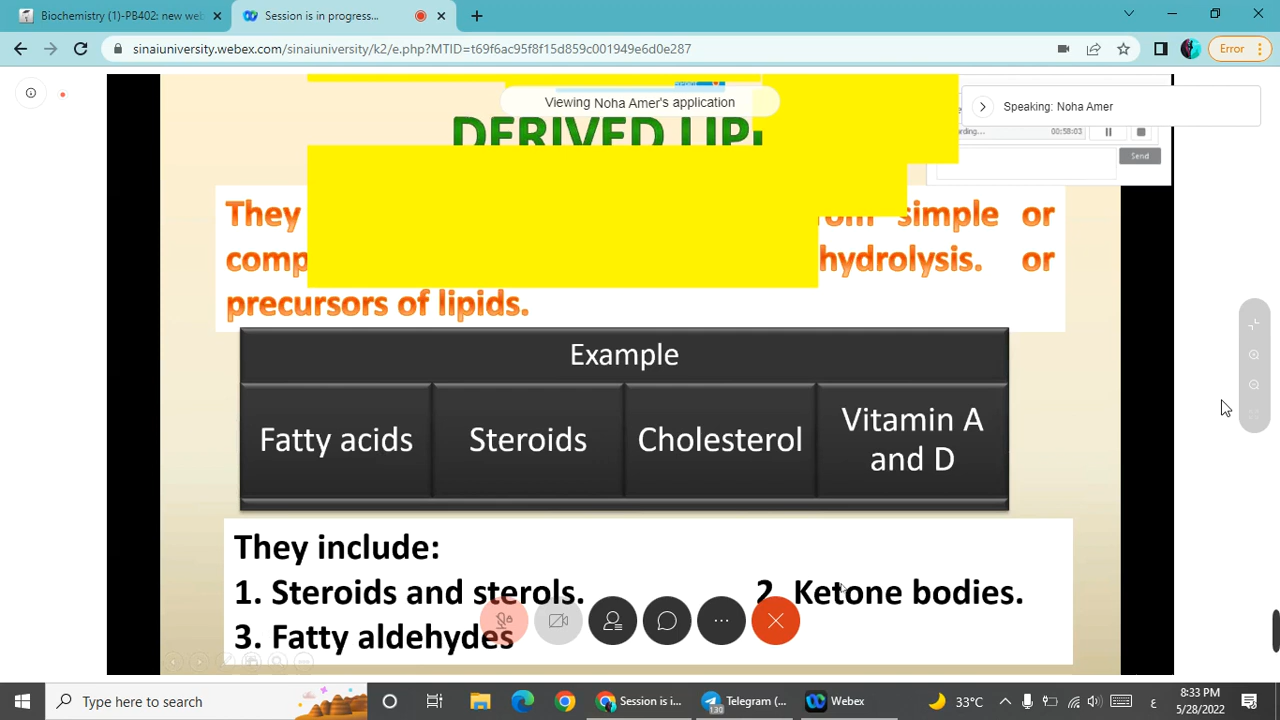 Biochemistry (1)-PB402: new web
Session is in progress...
sinaiuniversity.webex.com/sinaiuniversity/k2/e.php?MTID=t69f6ac95f8f15d859c001949e6d0e287
Error
Viewing Noha Amer's application
Speaking: Noha Amer
00:58:03
Send
DERIVED
They simple or
hydrolysis. or
precursors of lipids.
Example
Fatty acids
Steroids
Cholesterol
Vitamin A
and D
They include:
1. Steroids and sterols.
2. Ketone bodies.
3. Fatty aldehydes
Type here to search
Session is i...
Telegram (...
130
Webex
33°C
ع
8:33 PM
5/28/2022